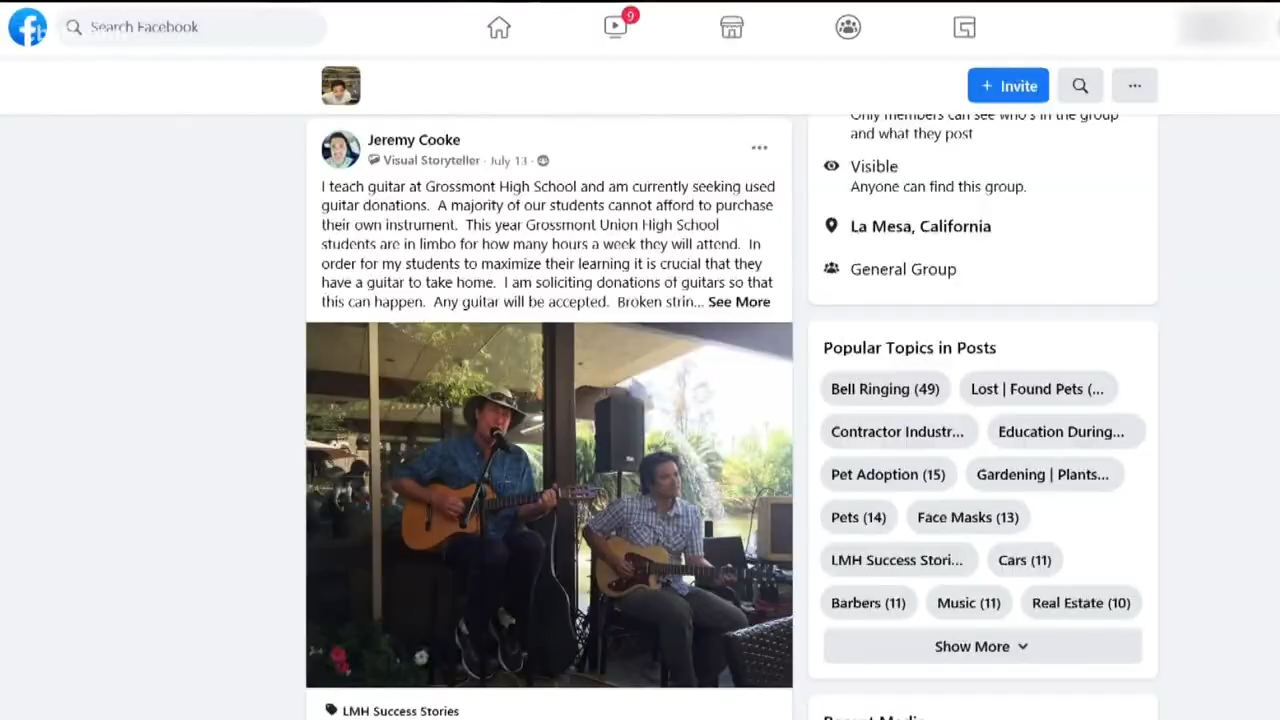 Search Facebook
9
+ Invite
...
Jeremy Cooke
Visual Storyteller · July 13 ·
I teach guitar at Grossmont High School and am currently seeking used
guitar donations. A majority of our students cannot afford to purchase
their own instrument. This year Grossmont Union High School
students are in limbo for how many hours a week they will attend. In
order for my students to maximize their learning it is crucial that they
have a guitar to take home. I am soliciting donations of guitars so that
this can happen. Any guitar will be accepted. Broken strin... See More
LMH Success Stories
Only members can see who's in the group
and what they post
Visible
Anyone can find this group.
La Mesa, California
General Group
Popular Topics in Posts
Bell Ringing (49)
Lost | Found Pets (...
Contractor Industr...
Education During...
Pet Adoption (15)
Gardening | Plants...
Pets (14)
Face Masks (13)
LMH Success Stori...
Cars (11)
Barbers (11)
Music (11)
Real Estate (10)
Show More
Recent Media